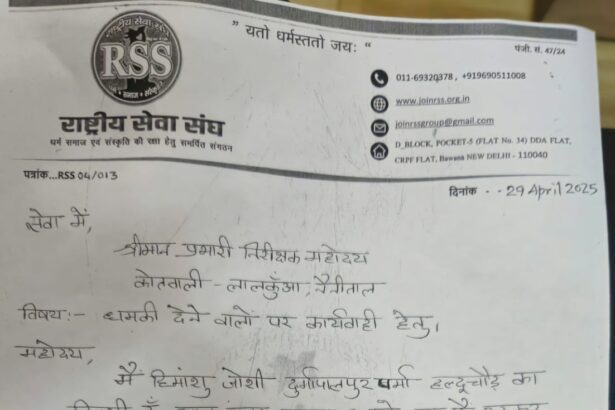 " यतो धर्मस्ततो जयः "
पंजी. सं. 47/24
राष्ट्रीय सेवा संघ
RSS
राष्ट्रीय सेवा संघ
धर्म समाज एवं संस्कृति की रक्षा हेतु समर्पित संगठन
011-69320378 , +919690511008
www.joinrss.org.in
joinrssgroup@gmail.com
D_BLOCK, POCKET-5 (FLAT No. 34) DDA FLAT,
CRPF FLAT, Bawana NEW DELHI - 110040
पत्रांक...RSS 04/013
दिनांक - - 29 April 2025
सेवा में,
श्रीमान प्रभारी निरीक्षक महोदय
कोतवाली - लालकुँआ, नैनीताल
विषय:- धमकी देने वालों पर कार्यवाही हेतु।
महोदय,
मैं हिमांशु जोशी दुर्गापालपुर पर्मा हल्दूचौड़ का